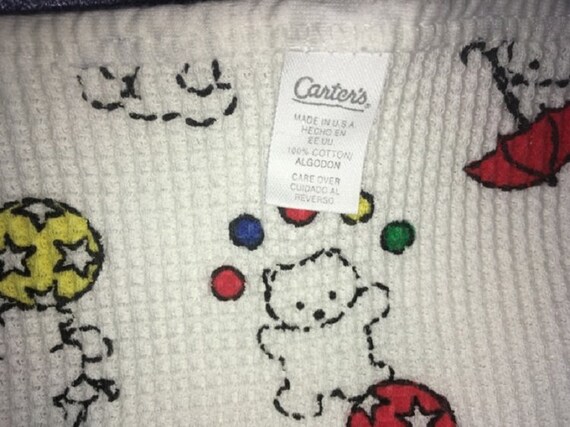 Carter's®
MADE IN U.S.A.
HECHO EN
EE.UU
100% COTTON/
ALGODON
CARE OVER
CUIDADO AL
REVERSO